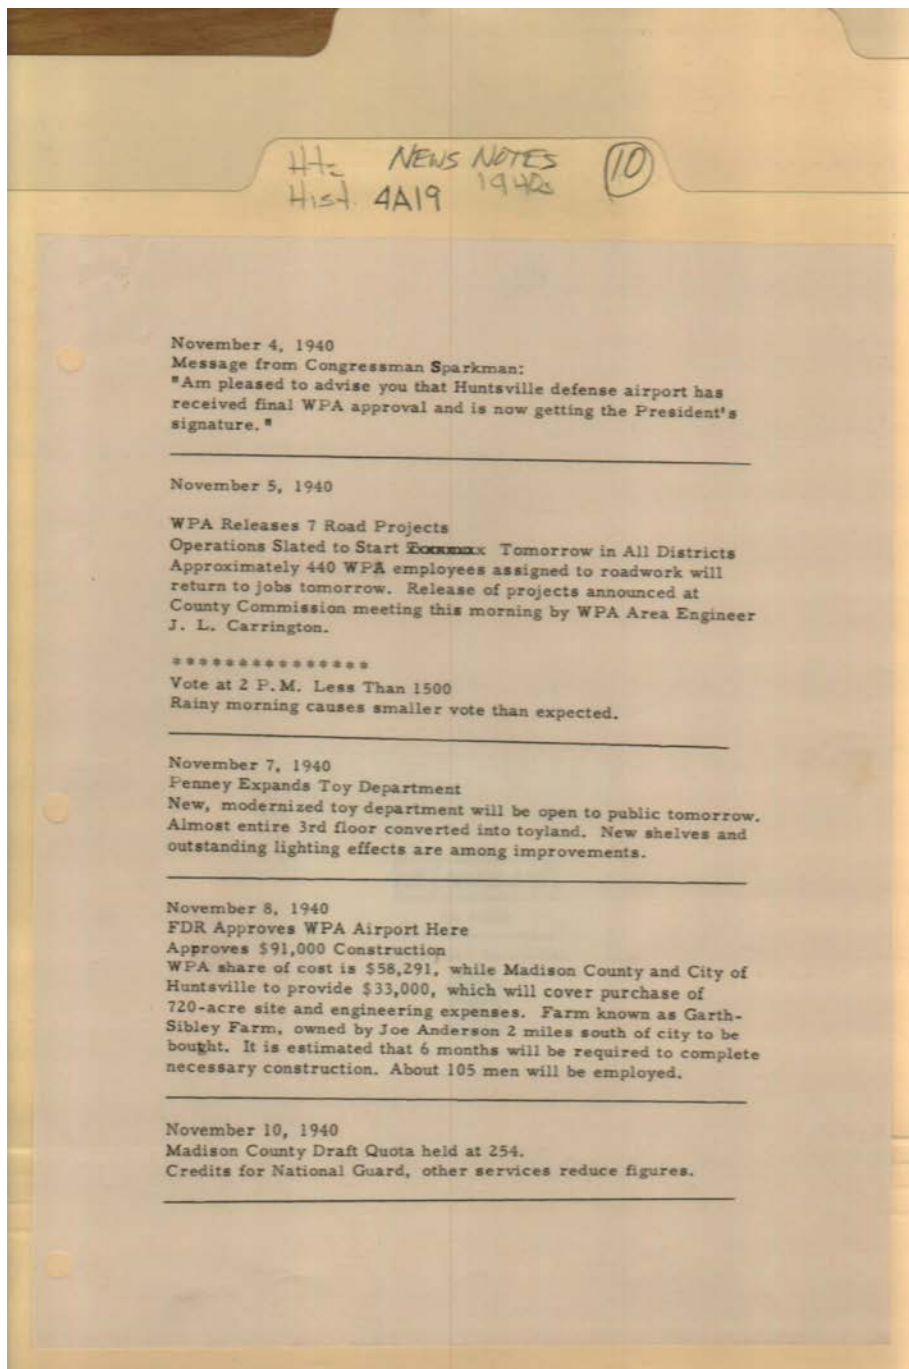 Hist. 4A19
NEWS NOTES
1940s
10
November 4, 1940
Message from Congressman Sparkman:
"Am pleased to advise you that Huntsville defense airport has
received final WPA approval and is now getting the President's
signature."
November 5, 1940
WPA Releases 7 Road Projects
Operations Slated to Start Tomorrow in All Districts
Approximately 440 WPA employees assigned to roadwork will
return to jobs tomorrow. Release of projects announced at
County Commission meeting this morning by WPA Area Engineer
J. L. Carrington.
***************
Vote at 2 P.M. Less Than 1500
Rainy morning causes smaller vote than expected.
November 7, 1940
Penney Expands Toy Department
New, modernized toy department will be open to public tomorrow.
Almost entire 3rd floor converted into toyland. New shelves and
outstanding lighting effects are among improvements.
November 8, 1940
FDR Approves WPA Airport Here
Approves $91,000 Construction
WPA share of cost is $58,291, while Madison County and City of
Huntsville to provide $33,000, which will cover purchase of
720-acre site and engineering expenses. Farm known as Garth-
Sibley Farm, owned by Joe Anderson 2 miles south of city to be
bought. It is estimated that 6 months will be required to complete
necessary construction. About 105 men will be employed.
November 10, 1940
Madison County Draft Quota held at 254.
Credits for National Guard, other services reduce figures.